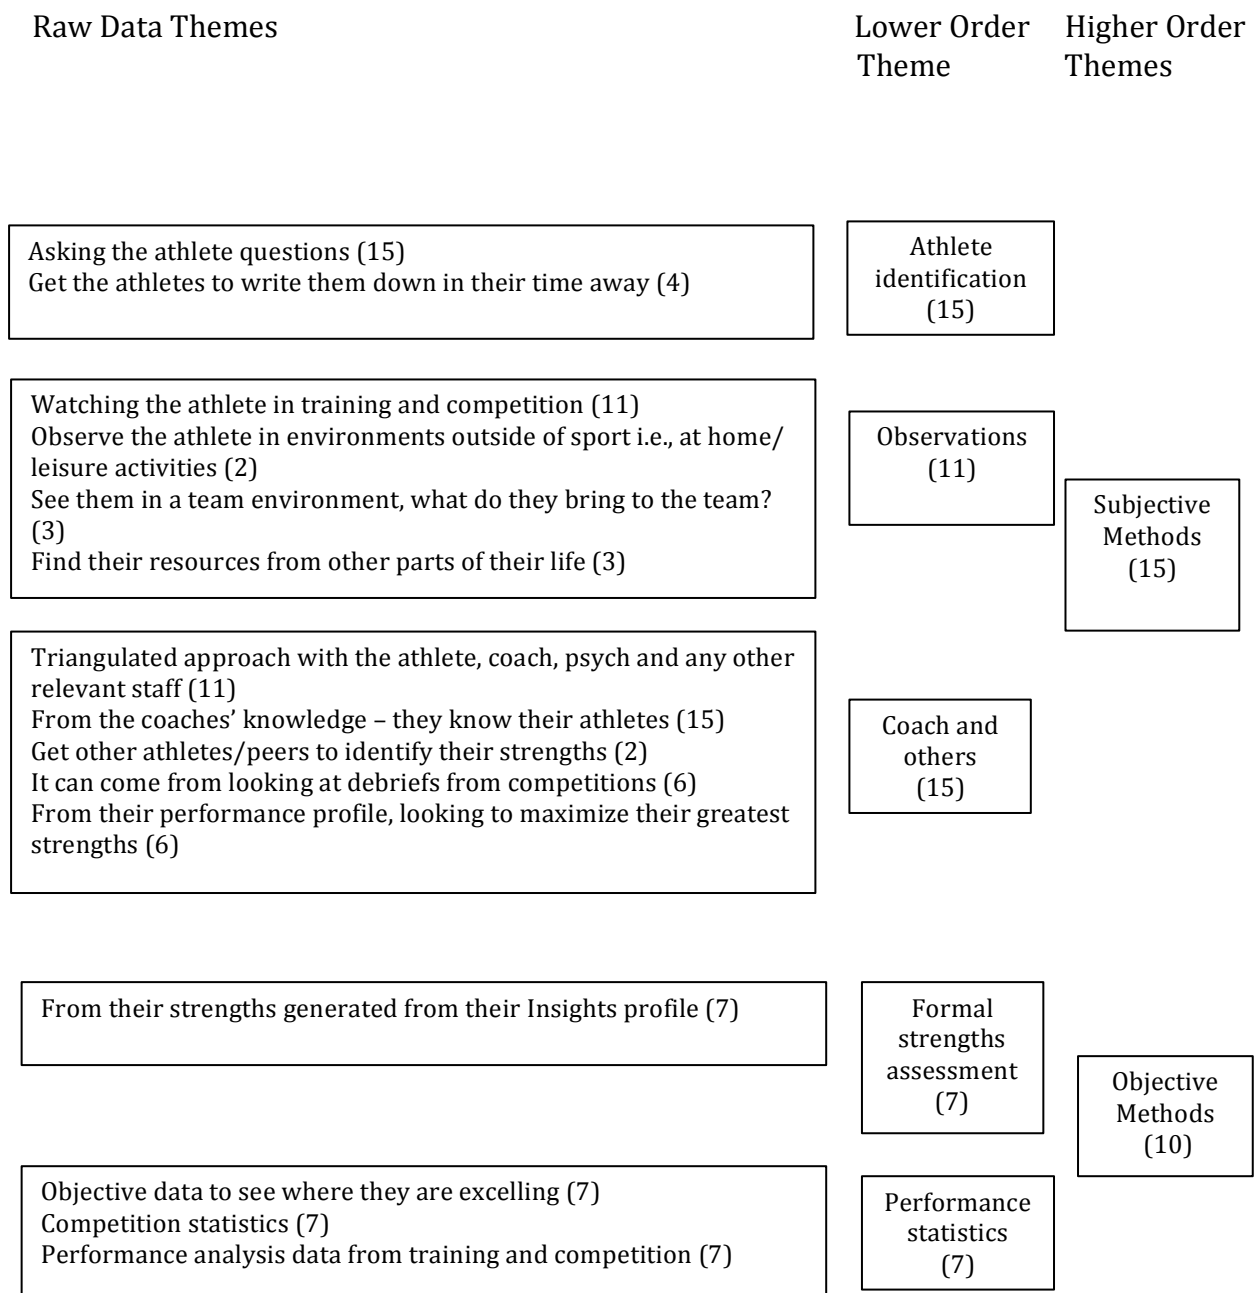 Raw Data Themes
Lower Order
Theme
Higher Order
Themes
Asking the athlete questions (15)
Get the athletes to write them down in their time away (4)
Athlete
identification
(15)
Watching the athlete in training and competition (11)
Observe the athlete in environments outside of sport i.e., at home/
leisure activities (2)
See them in a team environment, what do they bring to the team?
(3)
Find their resources from other parts of their life (3)
Observations
(11)
Subjective
Methods
(15)
Triangulated approach with the athlete, coach, psych and any other
relevant staff (11)
From the coaches’ knowledge – they know their athletes (15)
Get other athletes/peers to identify their strengths (2)
It can come from looking at debriefs from competitions (6)
From their performance profile, looking to maximize their greatest
strengths (6)
Coach and
others
(15)
From their strengths generated from their Insights profile (7)
Formal
strengths
assessment
(7)
Objective
Methods
(10)
Objective data to see where they are excelling (7)
Competition statistics (7)
Performance analysis data from training and competition (7)
Performance
statistics
(7)